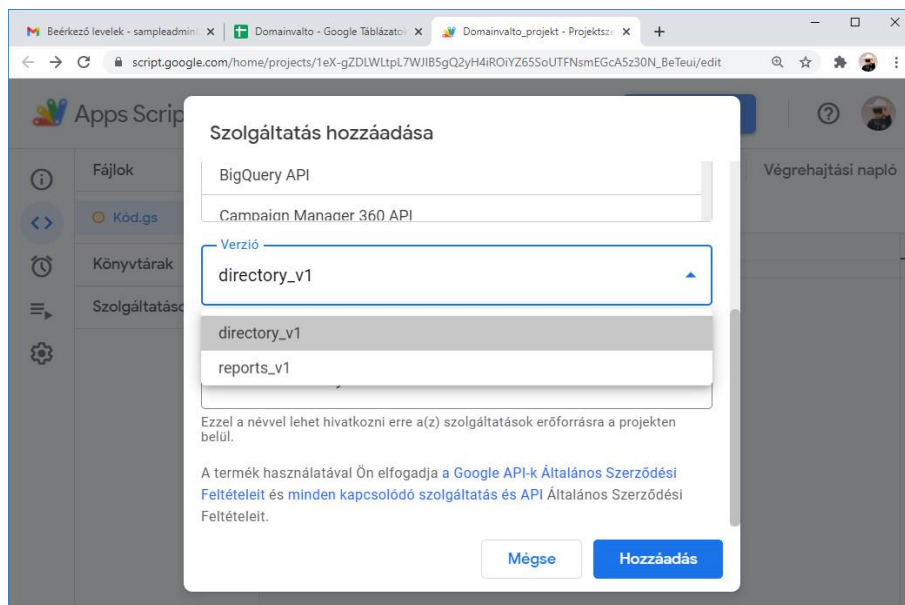 Beérkező levelek - sampleadmin
Domainvalto - Google Táblázatok
Domainvalto_projekt - Projektsze
script.google.com/home/projects/1eX-gZDLWLtpL7WJIB5gQ2yH4iROiYZ65SoUTFNsmEGcA5z30N_BeTeui/edit
Apps Scrip
Szolgáltatás hozzáadása
Fájlok
BigQuery API
Végrehajtási napló
Kód.gs
Campaign Manager 360 API
Verzió
Könyvtárak
directory_v1
Szolgáltatáso
directory_v1
reports_v1
Ezzel a névvel lehet hivatkozni erre a(z) szolgáltatások erőforrásra a projekten
belül.
A termék használatával Ön elfogadja a Google API-k Általános Szerződési
Feltételeit és minden kapcsolódó szolgáltatás és API Általános Szerződési
Feltételeit.
Mégse
Hozzáadás